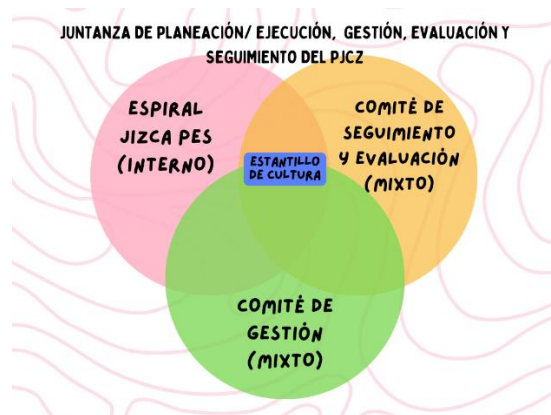 JUNTANZA DE PLANEACIÓN/ EJECUCIÓN, GESTIÓN, EVALUACIÓN Y
SEGUIMIENTO DEL PJCZ
ESPIRAL
JIZCA PES
(INTERNO)
COMITÉ DE
SEGUIMIENTO
Y EVALUACIÓN
(MIXTO)
ESTANTILLO
DE CULTURA
COMITÉ DE
GESTIÓN
(MIXTO)